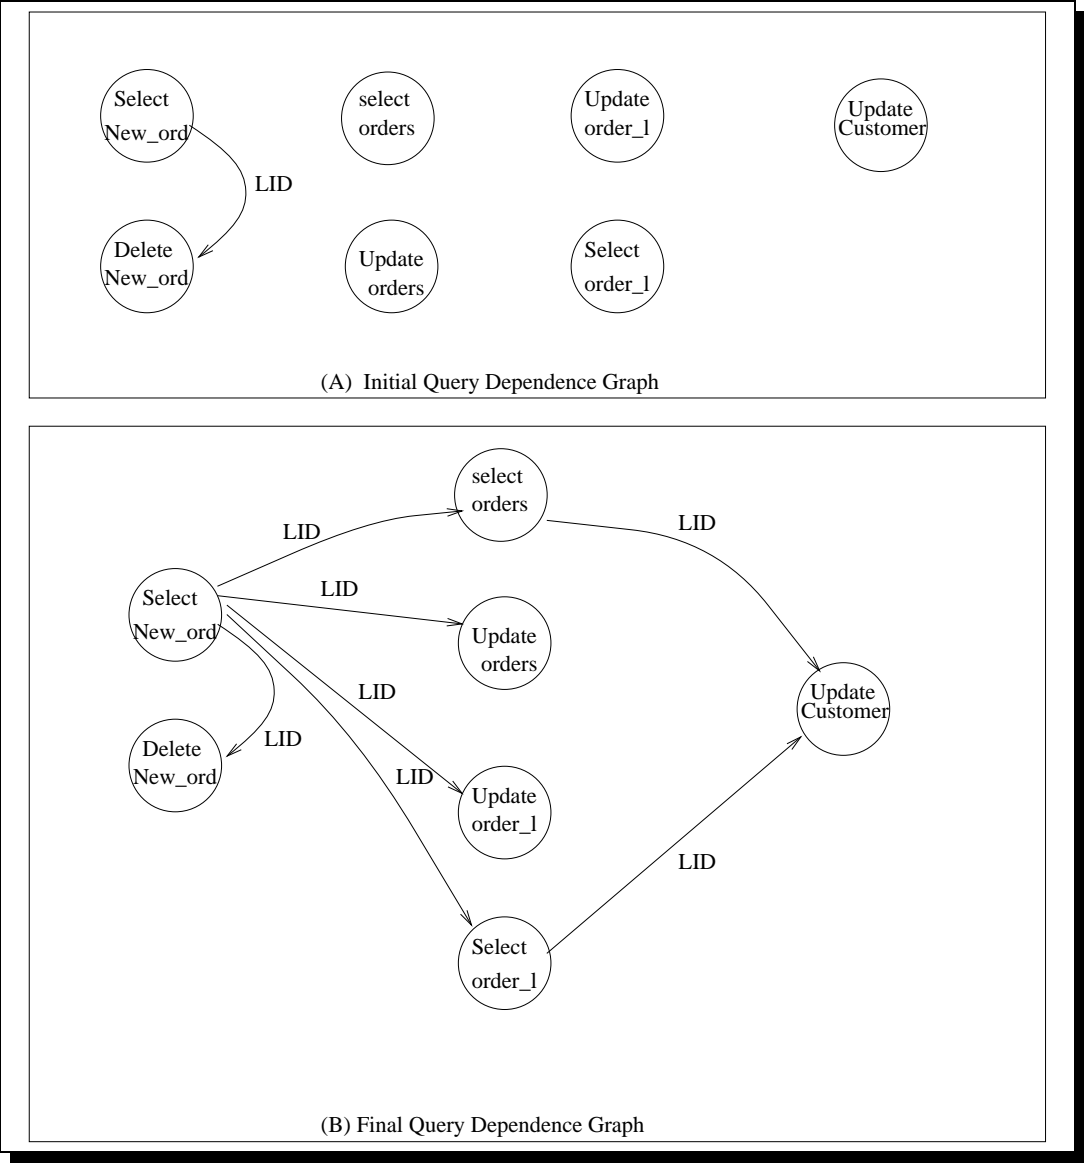 Select
New_ord
select
orders
Update
order_l
Update
Customer
LID
Delete
New_ord
Update
orders
Select
order_l
(A) Initial Query Dependence Graph
select
orders
LID
LID
LID
Select
New_ord
Update
orders
LID
Update
Customer
LID
Delete
New_ord
LID
Update
order_l
LID
Select
order_l
(B) Final Query Dependence Graph